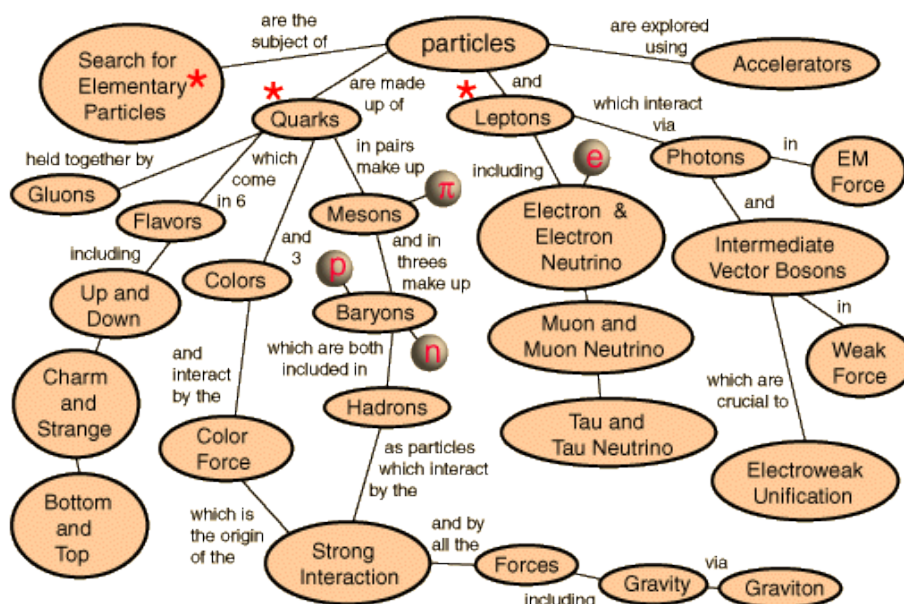 are the
subject of
particles
are explored
using
Search for
Elementary *
Particles
Accelerators
*
are made
up of
*
and
Quarks
Leptons
which interact
via
held together by
which
come
in 6
in pairs
make up
including
e
Photons
in
EM
Force
Gluons
Flavors
Mesons
π
Electron &
Electron
Neutrino
and
including
and
3
and in
threes
make up
Intermediate
Vector Bosons
Up and
Down
Colors
p
Baryons
n
Muon and
Muon Neutrino
in
Weak
Force
which are both
included in
and
interact
by the
Charm
and
Strange
Hadrons
Tau and
Tau Neutrino
which are
crucial to
Color
Force
as particles
which interact
by the
Electroweak
Unification
Bottom
and
Top
which is
the origin
of the
Strong
Interaction
and by
all the
Forces
including
Gravity
via
Graviton